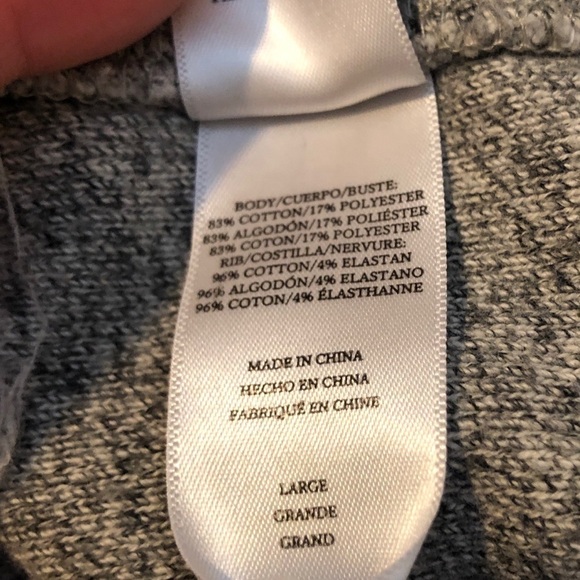 BODY/CUERPO/BUSTE:
83% COTTON/17% POLYESTER
83% ALGODÓN/17% POLIÉSTER
83% COTON/17% POLYESTER
RIB/COSTILLA/NERVURE:
96% COTTON/4% ELASTAN
96% ALGODÓN/4% ELASTANO
96% COTON/4% ÉLASTHANNE
MADE IN CHINA
HECHO EN CHINA
FABRIQUÉ EN CHINE
LARGE
GRANDE
GRAND